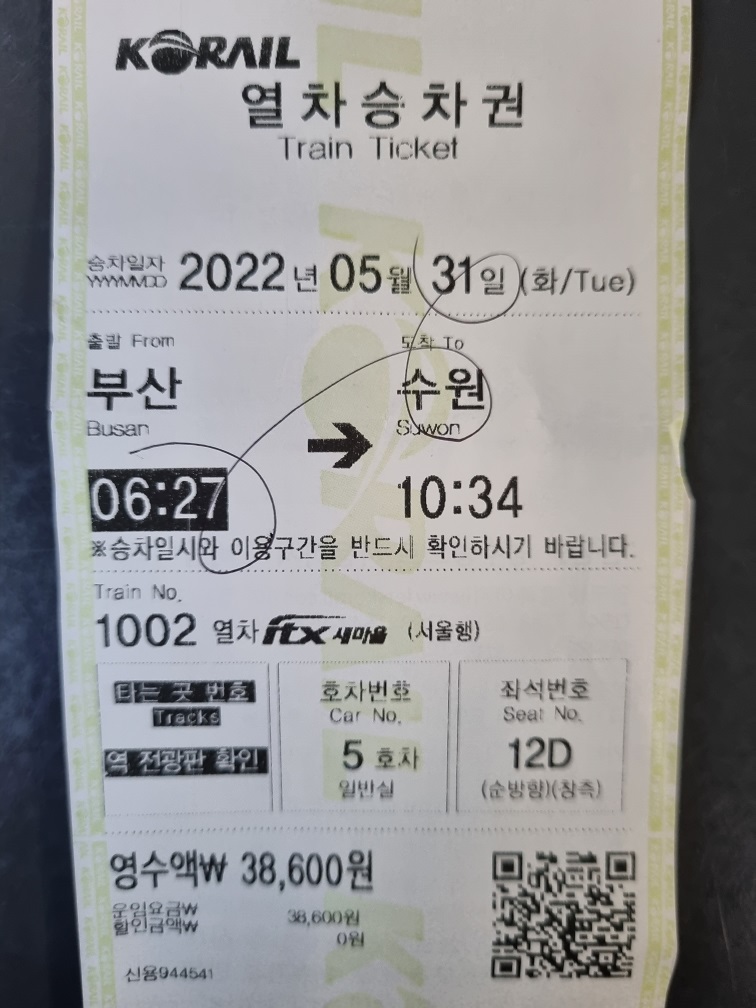 KORAIL
열차승차권
Train Ticket
승차일자
YYYYMMDD
2022년 05월 31일 (화/Tue)
출발 From
도착 To
부산
수원
Busan
Suwon
06:27
10:34
※승차일시와 이용구간을 반드시 확인하시기 바랍니다.
Train No.
1002 열차 itx 새마을 (서울행)
타는 곳 번호
Tracks
역 전광판 확인
호차번호
Car No.
5 호차
일반실
좌석번호
Seat No.
12D
(순방향)(창측)
영수액₩ 38,600원
운임요금₩ 38,600원
할인금액₩ 0원
신용944541